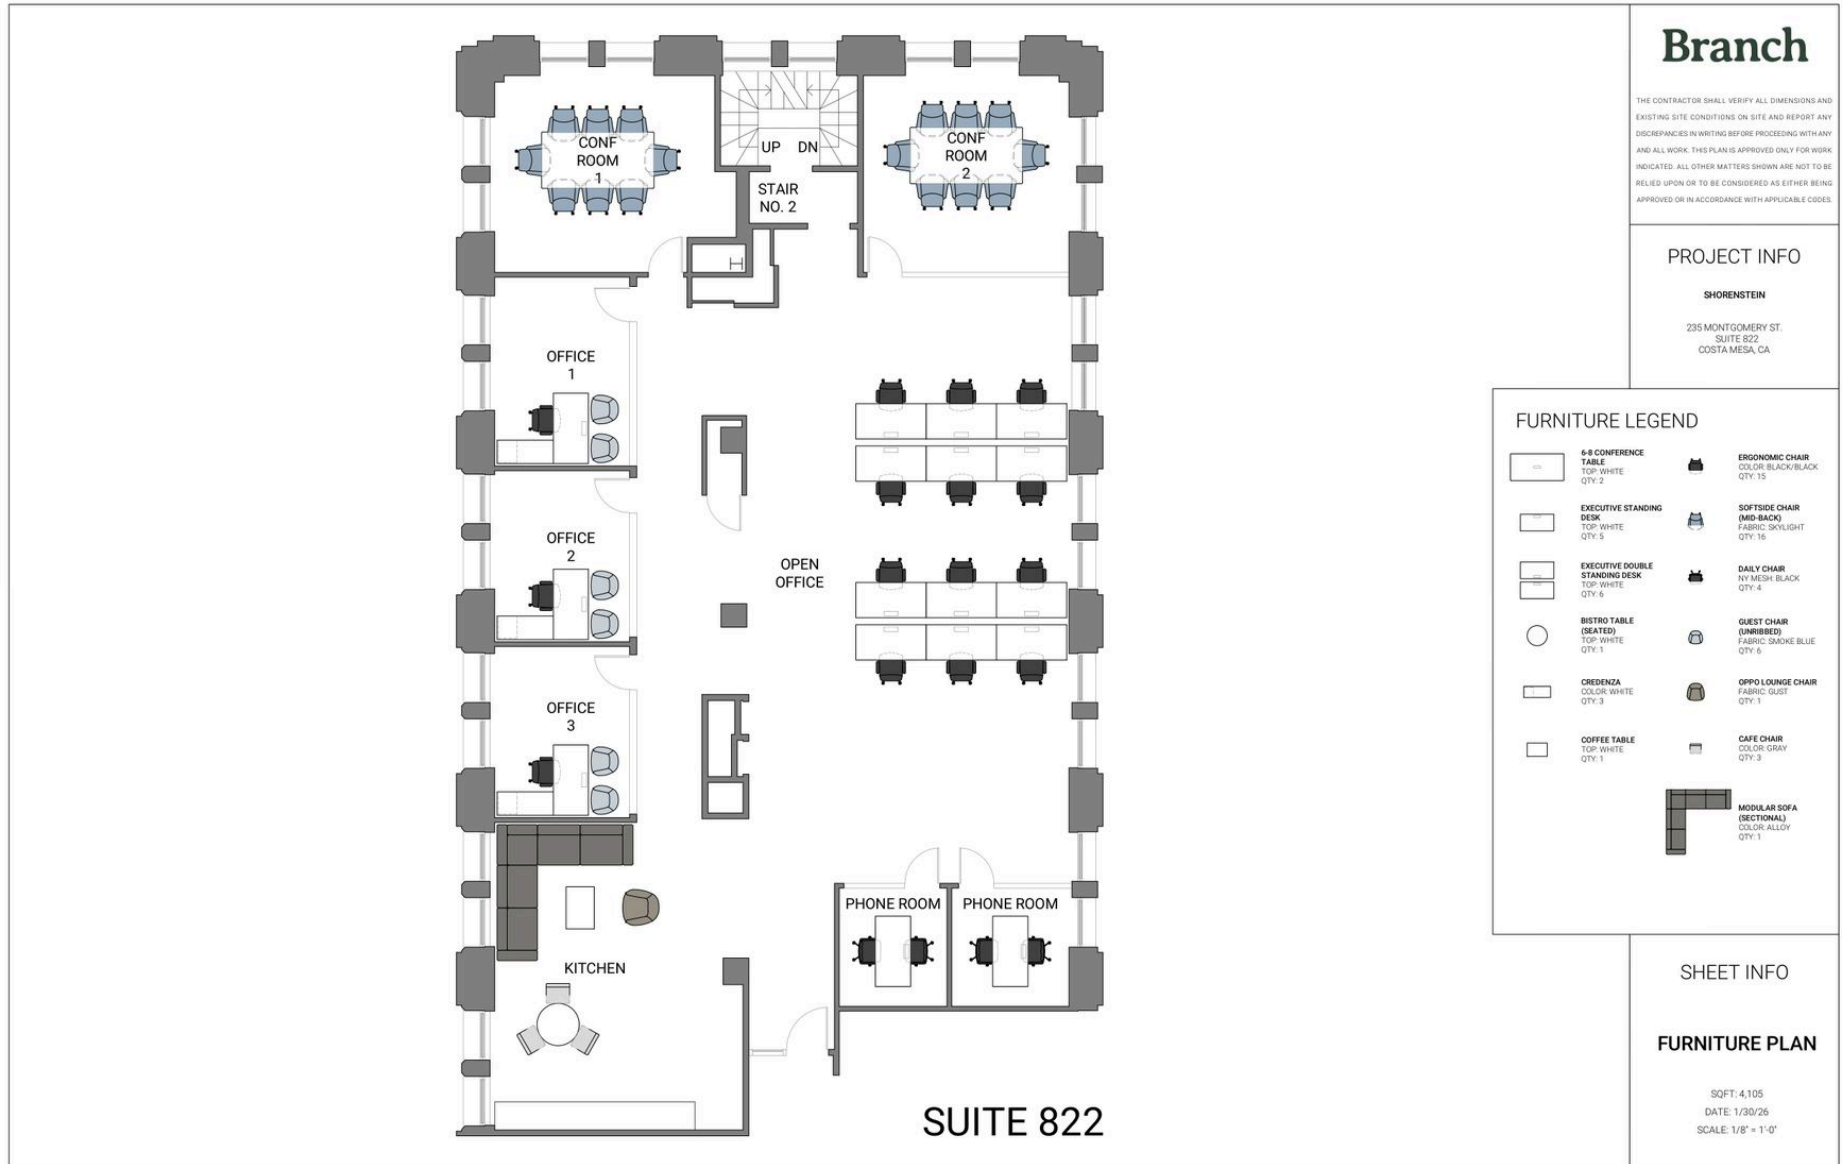 Branch
THE CONTRACTOR SHALL VERIFY ALL DIMENSIONS AND
EXISTING SITE CONDITIONS ON SITE AND REPORT ANY
DISCREPANCIES IN WRITING BEFORE PROCEEDING WITH ANY
AND ALL WORK. THIS PLAN IS APPROVED ONLY FOR WORK
INDICATED. ALL OTHER MATTERS SHOWN ARE NOT TO BE
RELIED UPON OR TO BE CONSIDERED AS EITHER BEING
APPROVED OR IN ACCORDANCE WITH APPLICABLE CODES.
PROJECT INFO
SHORENSTEIN
235 MONTGOMERY ST.
SUITE 822
COSTA MESA, CA
CONF
ROOM
1
UP DN
STAIR
NO. 2
CONF
ROOM
2
OFFICE
1
OFFICE
2
OPEN
OFFICE
OFFICE
3
PHONE ROOM
PHONE ROOM
KITCHEN
SUITE 822
FURNITURE LEGEND
6-8 CONFERENCE
TABLE
TOP: WHITE
QTY: 2
EXECUTIVE STANDING
DESK
TOP: WHITE
QTY: 5
EXECUTIVE DOUBLE
STANDING DESK
TOP: WHITE
QTY: 6
BISTRO TABLE
(SEATED)
TOP: WHITE
QTY: 1
CREDENZA
COLOR: WHITE
QTY: 3
COFFEE TABLE
TOP: WHITE
QTY: 1
ERGONOMIC CHAIR
COLOR: BLACK/BLACK
QTY: 15
SOFTSIDE CHAIR
(MID-BACK)
FABRIC: SKYLIGHT
QTY: 16
DAILY CHAIR
NY MESH: BLACK
QTY: 4
GUEST CHAIR
(UNRIBBED)
FABRIC: SMOKE BLUE
QTY: 6
OPPO LOUNGE CHAIR
FABRIC: GUST
QTY: 1
CAFE CHAIR
COLOR: GRAY
QTY: 3
MODULAR SOFA
(SECTIONAL)
COLOR: ALLOY
QTY: 1
SHEET INFO
FURNITURE PLAN
SQFT: 4,105
DATE: 1/30/26
SCALE: 1/8" = 1'-0"